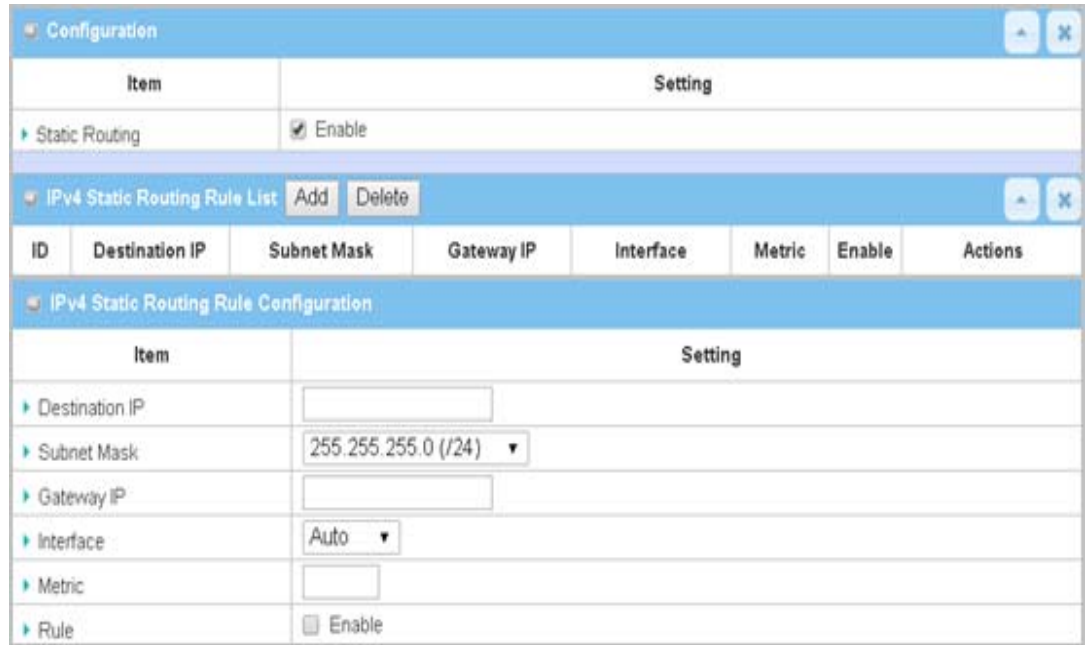 Configuration
Item Setting
Static Routing Enable
IPv4 Static Routing Rule List Add Delete
ID Destination IP Subnet Mask Gateway IP Interface Metric Enable Actions
IPv4 Static Routing Rule Configuration
Item Setting
Destination IP
Subnet Mask 255.255.255.0 (/24)
Gateway IP
Interface Auto
Metric
Rule Enable